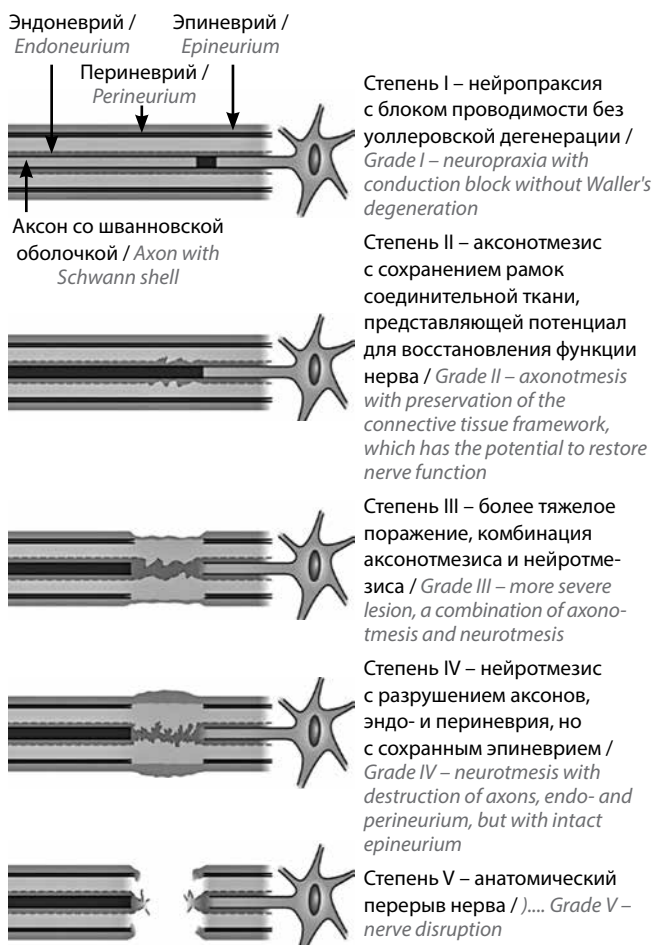 Эндоневрий /
Endoneurium
Эпиневрий /
Epineurium
Периневрий /
Perineurium
Аксон со шванновской
оболочкой / Axon with
Schwann shell
Степень I – нейропраксия
с блоком проводимости без
уоллеровской дегенерации /
Grade I – neuropraxia with
conduction block without Waller's
degeneration
Степень II – аксонотмезис
с сохранением рамок
соединительной ткани,
представляющей потенциал
для восстановления функции
нерва / Grade II – axonotmesis
with preservation of the
connective tissue framework,
which has the potential to restore
nerve function
Степень III – более тяжелое
поражение, комбинация
аксонотмезиса и нейротме-
зиса / Grade III – more severe
lesion, a combination of axono-
tmesis and neurotmesis
Степень IV – нейротмезис
с разрушением аксонов,
эндо- и периневрия, но
с сохранным эпиневрием /
Grade IV – neurotmesis with
destruction of axons, endo- and
perineurium, but with intact
epineurium
Степень V – анатомический
перерыв нерва / ).... Grade V –
nerve disruption